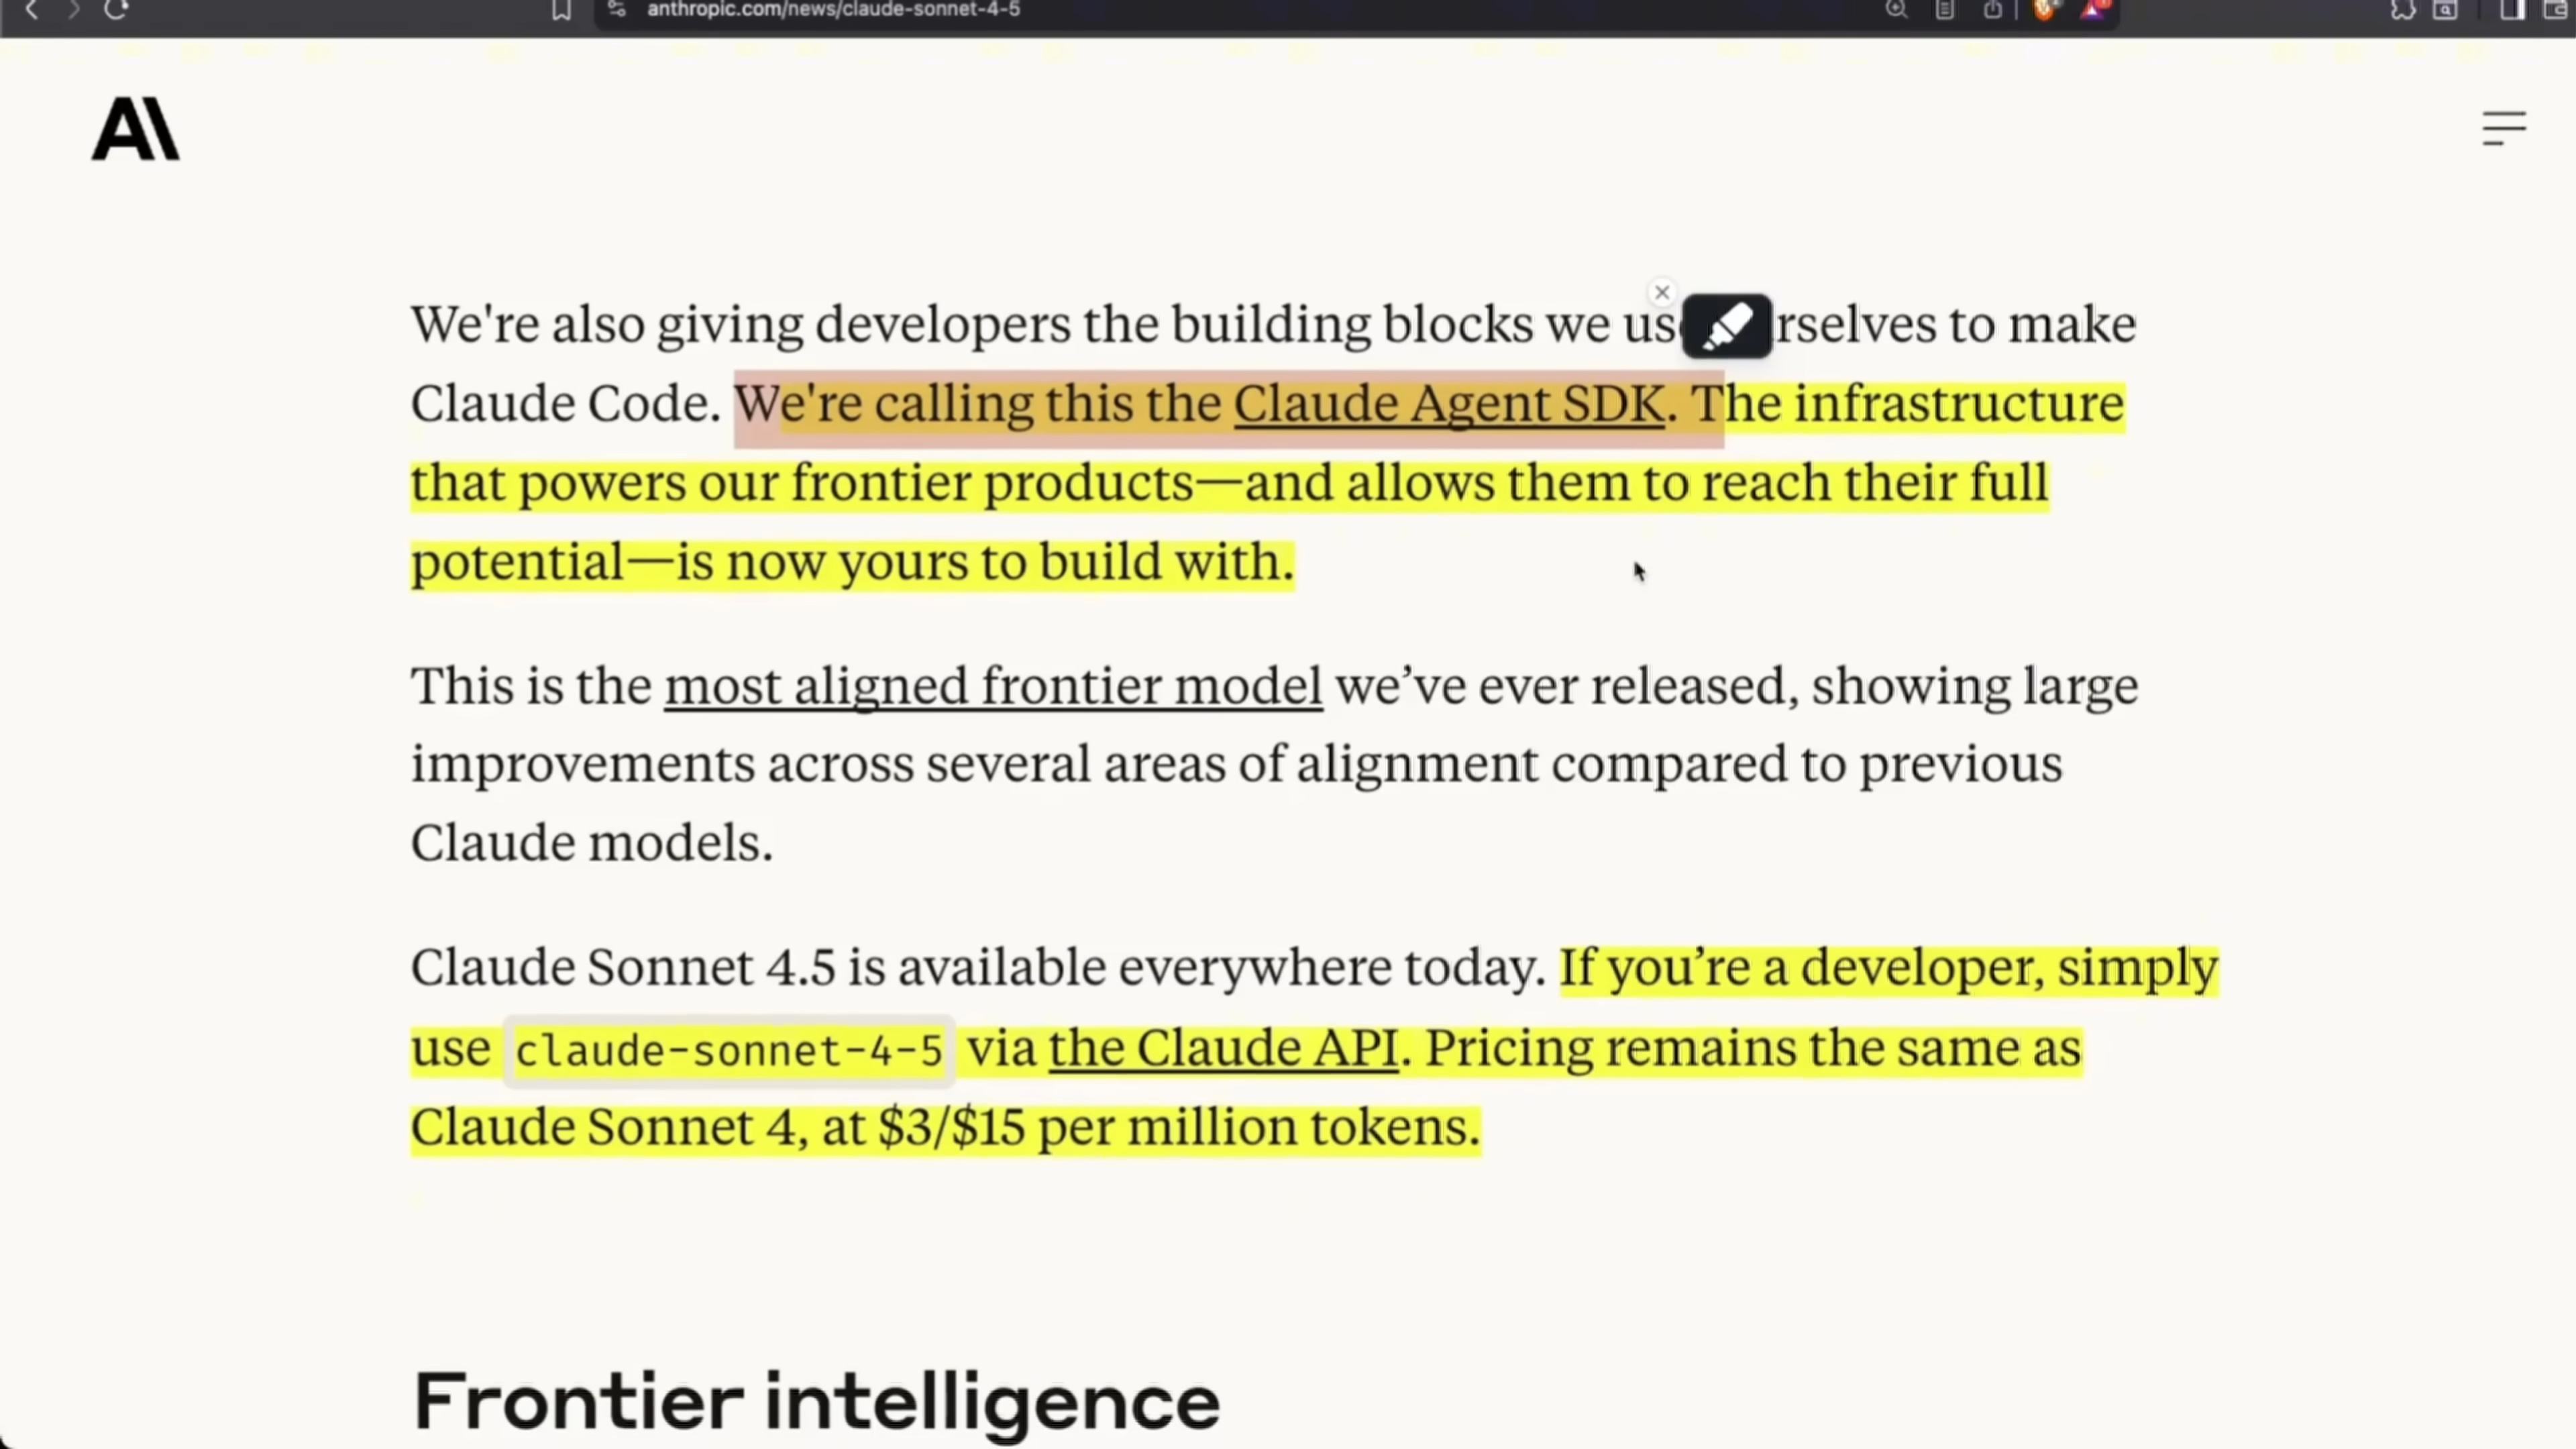 anthropic.com/news/claude-sonnet-4-5
A\
We're also giving developers the building blocks we us rselves to make
Claude Code. We're calling this the Claude Agent SDK. The infrastructure
that powers our frontier products—and allows them to reach their full
potential—is now yours to build with.
This is the most aligned frontier model we’ve ever released, showing large
improvements across several areas of alignment compared to previous
Claude models.
Claude Sonnet 4.5 is available everywhere today. If you’re a developer, simply
use claude-sonnet-4-5 via the Claude API. Pricing remains the same as
Claude Sonnet 4, at $3/$15 per million tokens.
Frontier intelligence